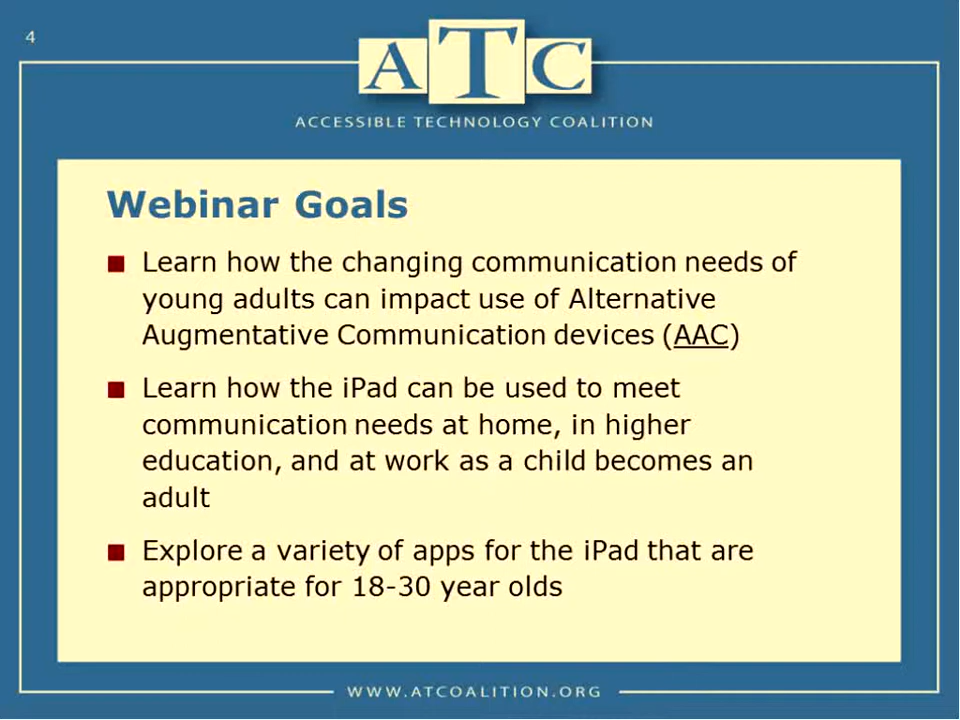 4
ATC
ACCESSIBLE TECHNOLOGY COALITION
Webinar Goals
Learn how the changing communication needs of
young adults can impact use of Alternative
Augmentative Communication devices (AAC)
Learn how the iPad can be used to meet
communication needs at home, in higher
education, and at work as a child becomes an
adult
Explore a variety of apps for the iPad that are
appropriate for 18-30 year olds
WWW.ATCOALITION.ORG